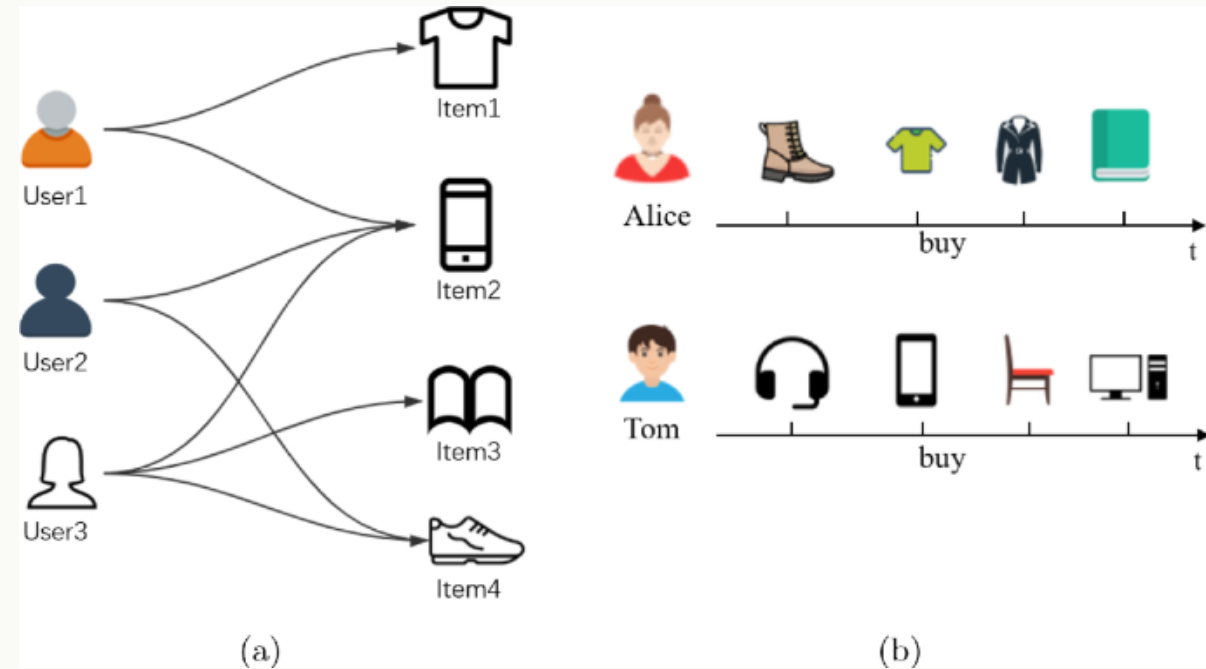 Item1
User1
Item2
User2
Item3
User3
Item4
(a)
Alice
buy
t
Tom
buy
t
(b)